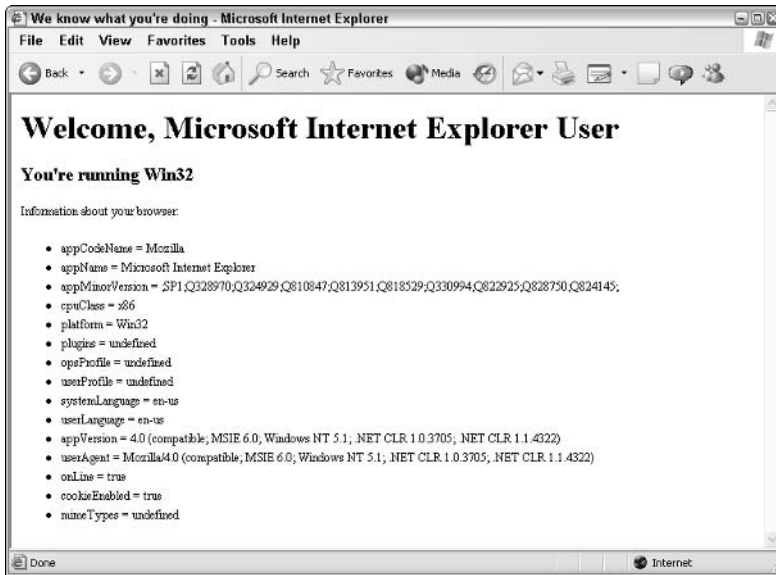 We know what you're doing - Microsoft Internet Explorer
File Edit View Favorites Tools Help
Back Search Favorites Media
Welcome, Microsoft Internet Explorer User
You're running Win32
Information about your browser:
• appCodeName = Mozilla
• appName = Microsoft Internet Explorer
• appMinorVersion = ;SP1;Q328970;Q324929;Q810847;Q813951;Q818529;Q330994;Q822925;Q828750;Q824145;
• cpuClass = x86
• platform = Win32
• plugins = undefined
• opsProfile = undefined
• userProfile = undefined
• systemLanguage = en-us
• userLanguage = en-us
• appVersion = 4.0 (compatible; MSIE 6.0; Windows NT 5.1; .NET CLR 1.0.3705; .NET CLR 1.1.4322)
• userAgent = Mozilla/4.0 (compatible; MSIE 6.0; Windows NT 5.1; .NET CLR 1.0.3705; .NET CLR 1.1.4322)
• onLine = true
• cookieEnabled = true
• mimeTypes = undefined
Done Internet